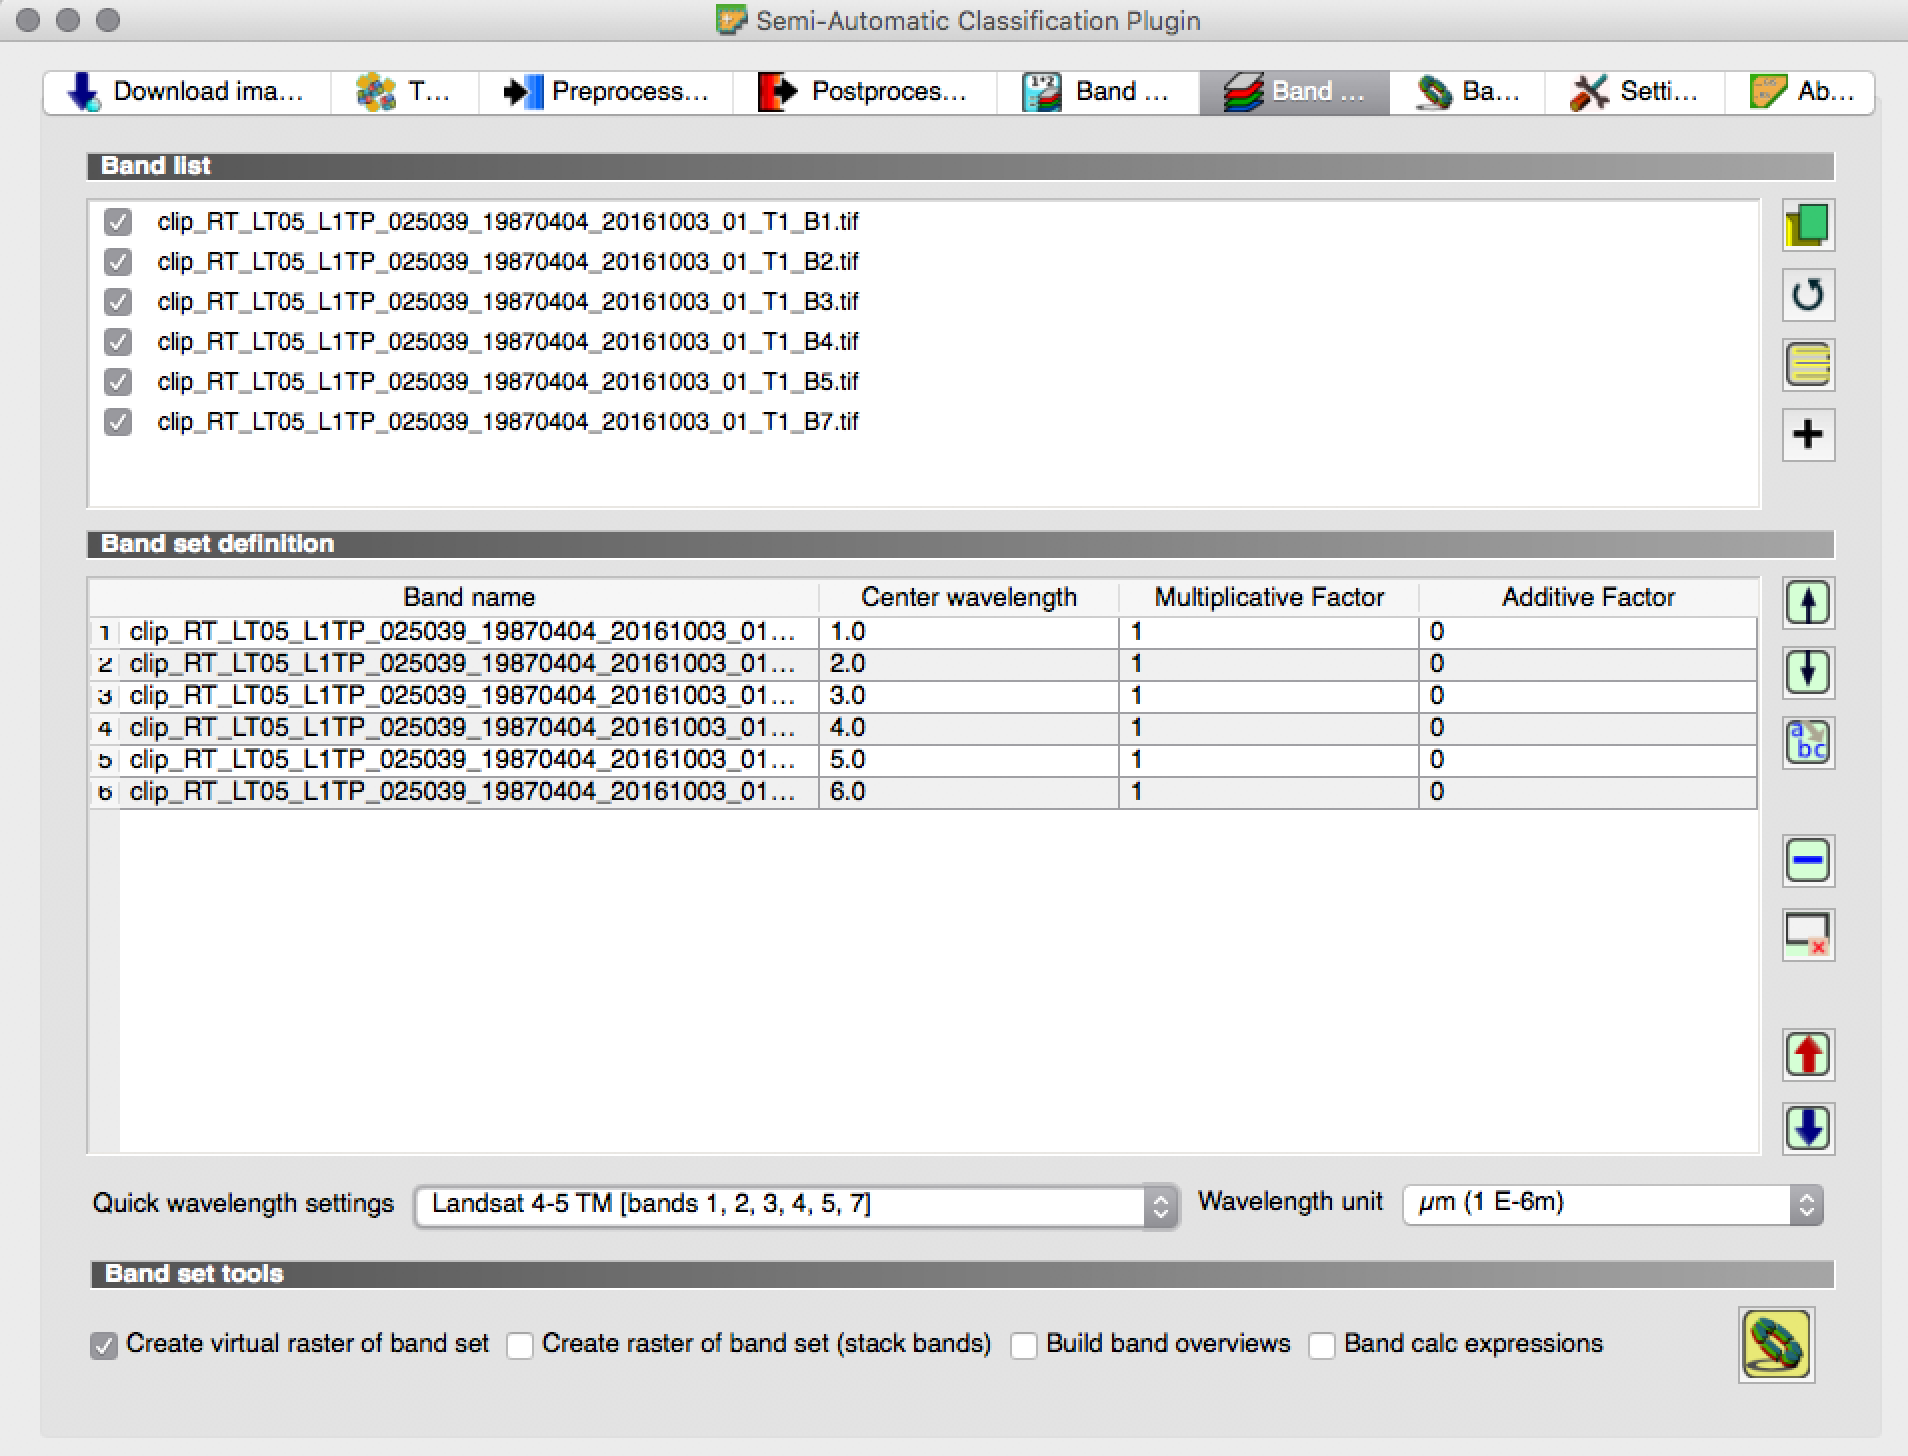 Semi-Automatic Classification Plugin
Download ima... T... Preprocess... Postproces... Band ... Band ... Ba... Setti... Ab...
Band list
clip_RT_LT05_L1TP_025039_19870404_20161003_01_T1_B1.tif
clip_RT_LT05_L1TP_025039_19870404_20161003_01_T1_B2.tif
clip_RT_LT05_L1TP_025039_19870404_20161003_01_T1_B3.tif
clip_RT_LT05_L1TP_025039_19870404_20161003_01_T1_B4.tif
clip_RT_LT05_L1TP_025039_19870404_20161003_01_T1_B5.tif
clip_RT_LT05_L1TP_025039_19870404_20161003_01_T1_B7.tif
Band set definition
Band name Center wavelength Multiplicative Factor Additive Factor
1 clip_RT_LT05_L1TP_025039_19870404_20161003_01... 1.0 1 0
2 clip_RT_LT05_L1TP_025039_19870404_20161003_01... 2.0 1 0
3 clip_RT_LT05_L1TP_025039_19870404_20161003_01... 3.0 1 0
4 clip_RT_LT05_L1TP_025039_19870404_20161003_01... 4.0 1 0
5 clip_RT_LT05_L1TP_025039_19870404_20161003_01... 5.0 1 0
6 clip_RT_LT05_L1TP_025039_19870404_20161003_01... 6.0 1 0
a bc
Quick wavelength settings Landsat 4-5 TM [bands 1, 2, 3, 4, 5, 7] Wavelength unit µm (1 E-6m)
Band set tools
Create virtual raster of band set Create raster of band set (stack bands) Build band overviews Band calc expressions